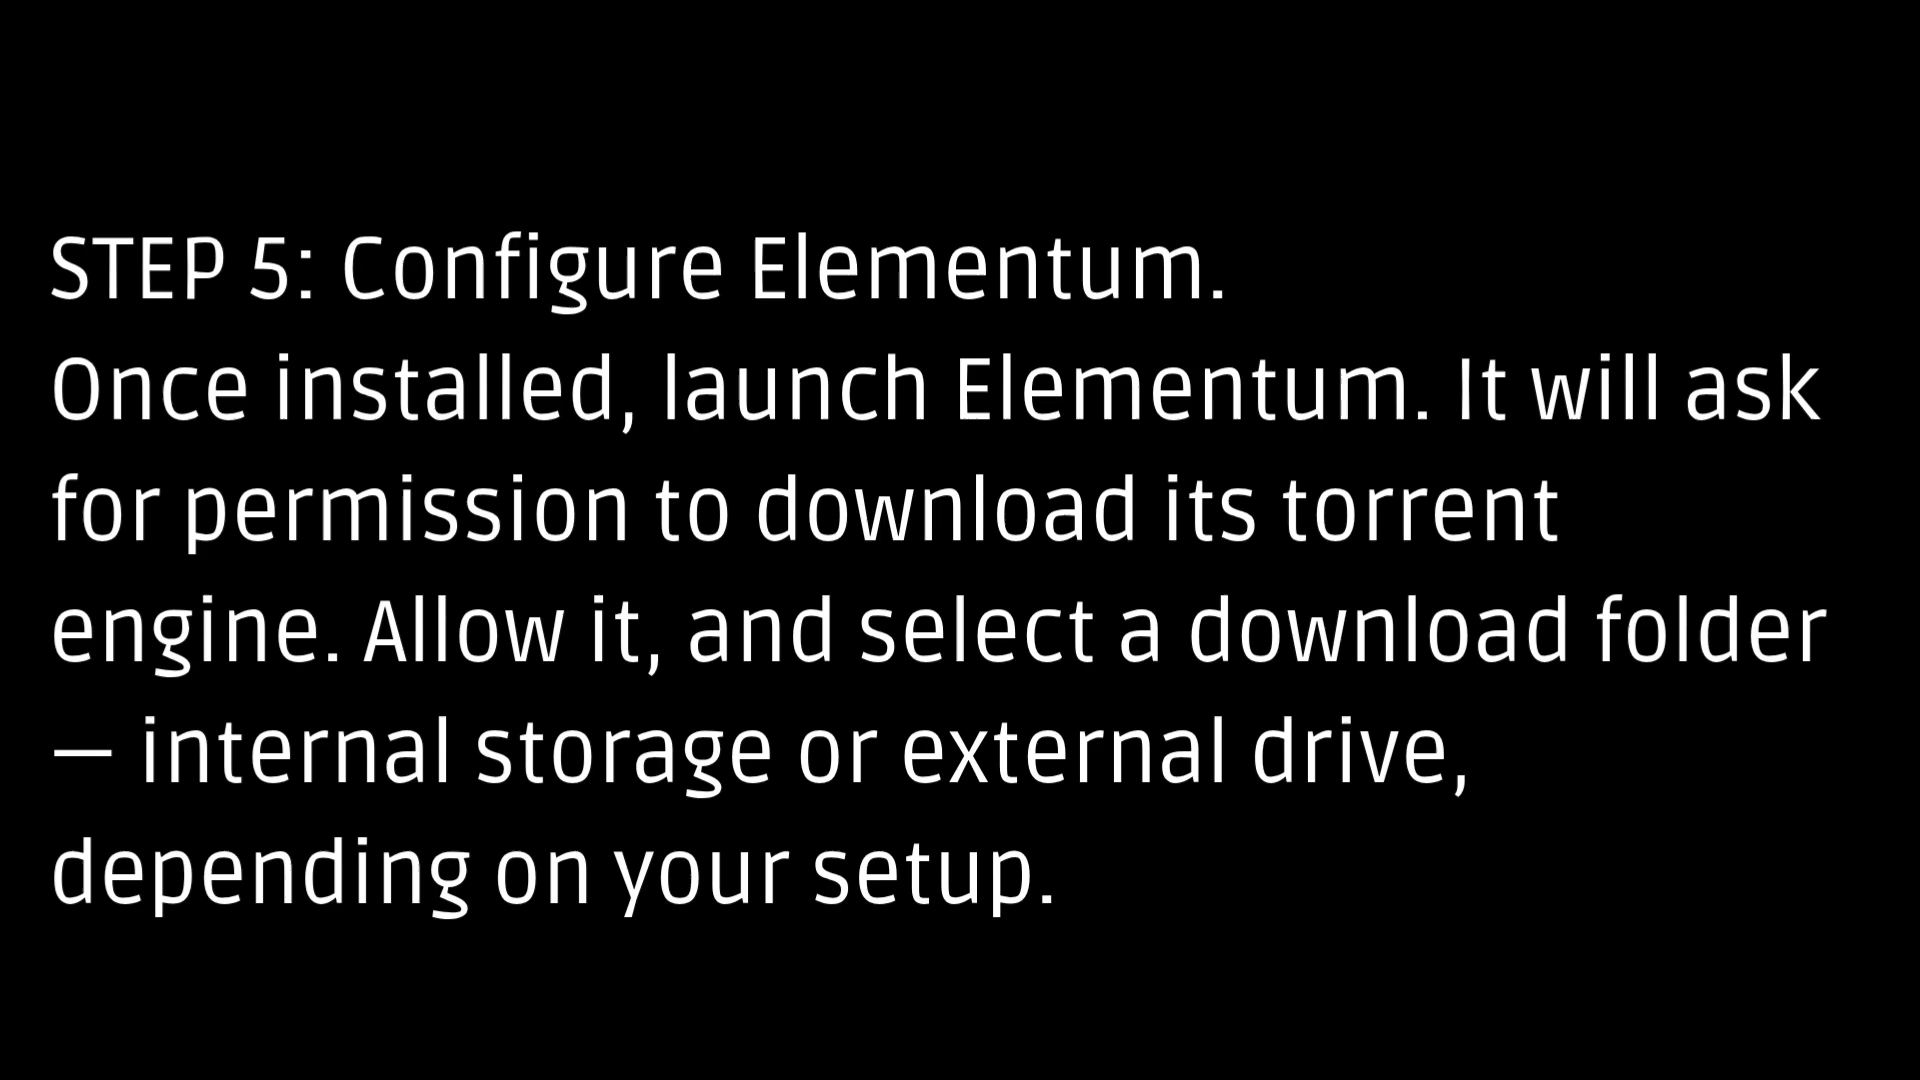 STEP 5: Configure Elementum.
Once installed, launch Elementum. It will ask
for permission to download its torrent
engine. Allow it, and select a download folder
— internal storage or external drive,
depending on your setup.